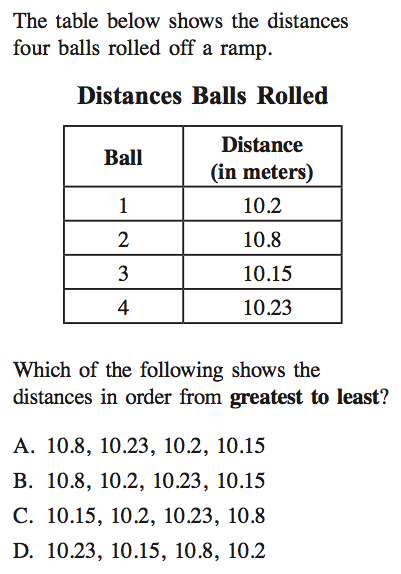 The table below shows the distances
four balls rolled off a ramp.
Distances Balls Rolled
Ball Distance
(in meters)
1 10.2
2 10.8
3 10.15
4 10.23
Which of the following shows the
distances in order from greatest to least?
A. 10.8, 10.23, 10.2, 10.15
B. 10.8, 10.2, 10.23, 10.15
C. 10.15, 10.2, 10.23, 10.8
D. 10.23, 10.15, 10.8, 10.2